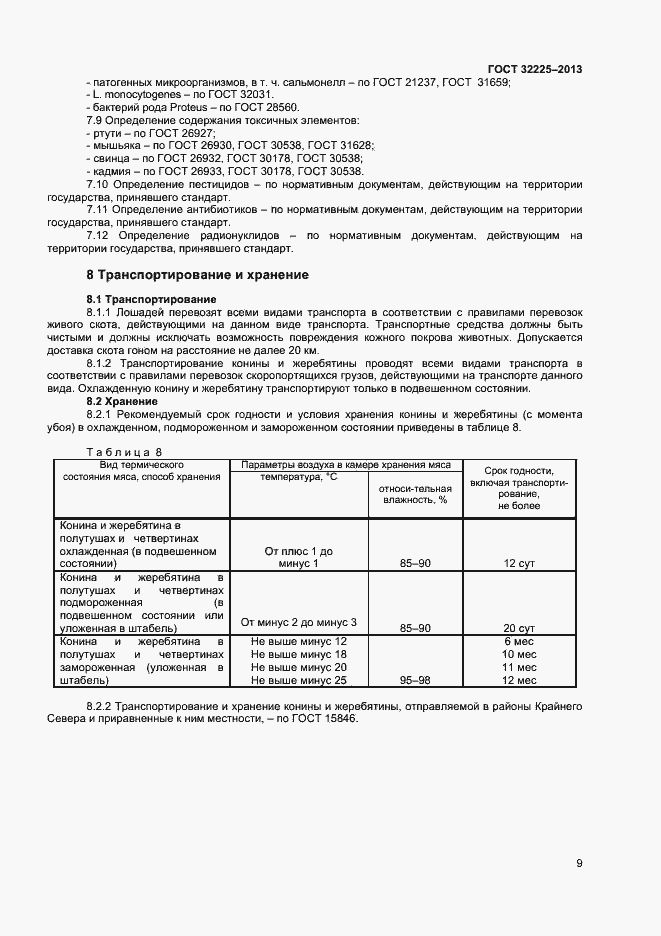 ГОСТ 32225–2013
- патогенных микроорганизмов, в т. ч. сальмонелл – по ГОСТ 21237, ГОСТ 31659;
- L. monocytogenes – по ГОСТ 32031.
- бактерий рода Proteus – по ГОСТ 28560.
7.9 Определение содержания токсичных элементов:
- ртути – по ГОСТ 26927;
- мышьяка – по ГОСТ 26930, ГОСТ 30538, ГОСТ 31628;
- свинца – по ГОСТ 26932, ГОСТ 30178, ГОСТ 30538;
- кадмия – по ГОСТ 26933, ГОСТ 30178, ГОСТ 30538.
7.10 Определение пестицидов – по нормативным документам, действующим на территории
государства, принявшего стандарт.
7.11 Определение антибиотиков – по нормативным документам, действующим на территории
государства, принявшего стандарт.
7.12 Определение радионуклидов – по нормативным документам, действующим на
территории государства, принявшего стандарт.
8 Транспортирование и хранение
8.1 Транспортирование
8.1.1 Лошадей перевозят всеми видами транспорта в соответствии с правилами перевозок
живого скота, действующими на данном виде транспорта. Транспортные средства должны быть
чистыми и должны исключать возможность повреждения кожного покрова животных. Допускается
доставка скота гоном на расстояние не далее 20 км.
8.1.2 Транспортирование конины и жеребятины проводят всеми видами транспорта в
соответствии с правилами перевозок скоропортящихся грузов, действующими на транспорте данного
вида. Охлажденную конину и жеребятину транспортируют только в подвешенном состоянии.
8.2 Хранение
8.2.1 Рекомендуемый срок годности и условия хранения конины и жеребятины (с момента
убоя) в охлажденном, подмороженном и замороженном состоянии приведены в таблице 8.
Т а б л и ц а 8
Вид термического
состояния мяса, способ хранения
Параметры воздуха в камере хранения мяса
температура, °С
относи-тельная
влажность, %
Срок годности,
включая транспорти-
рование,
не более
Конина и жеребятина в
полутушах и четвертинах
охлажденная (в подвешенном
состоянии)
От плюс 1 до
минус 1
85–90
12 сут
Конина и жеребятина в
полутушах и четвертинах
подмороженная (в
подвешенном состоянии или
уложенная в штабель)
От минус 2 до минус 3
85–90
20 сут
Конина и жеребятина в
полутушах и четвертинах
замороженная (уложенная в
штабель)
Не выше минус 12
Не выше минус 18
Не выше минус 20
Не выше минус 25
95–98
6 мес
10 мес
11 мес
12 мес
8.2.2 Транспортирование и хранение конины и жеребятины, отправляемой в районы Крайнего
Севера и приравненные к ним местности, – по ГОСТ 15846.
9